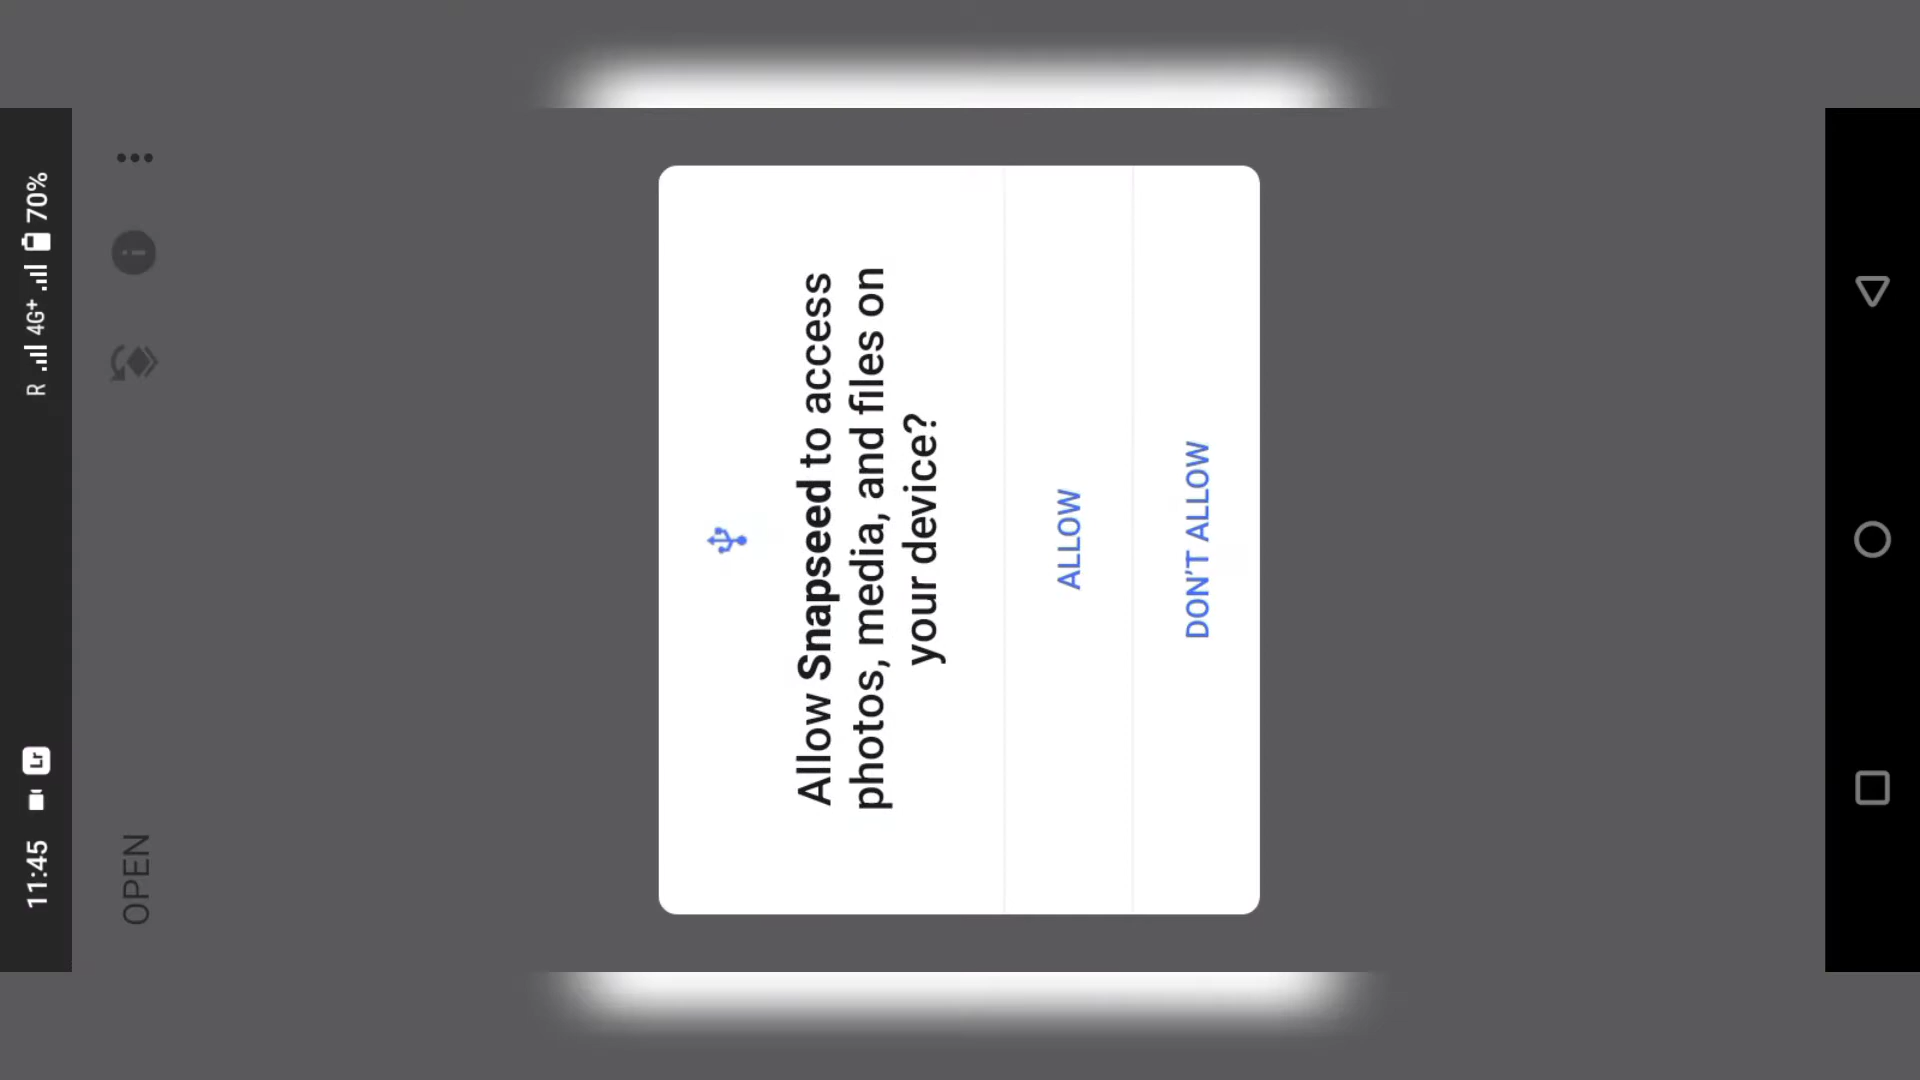 11:45 Lr R 4G+ 70%
OPEN
Allow Snapseed to access
photos, media, and files on
your device?
ALLOW
DON'T ALLOW